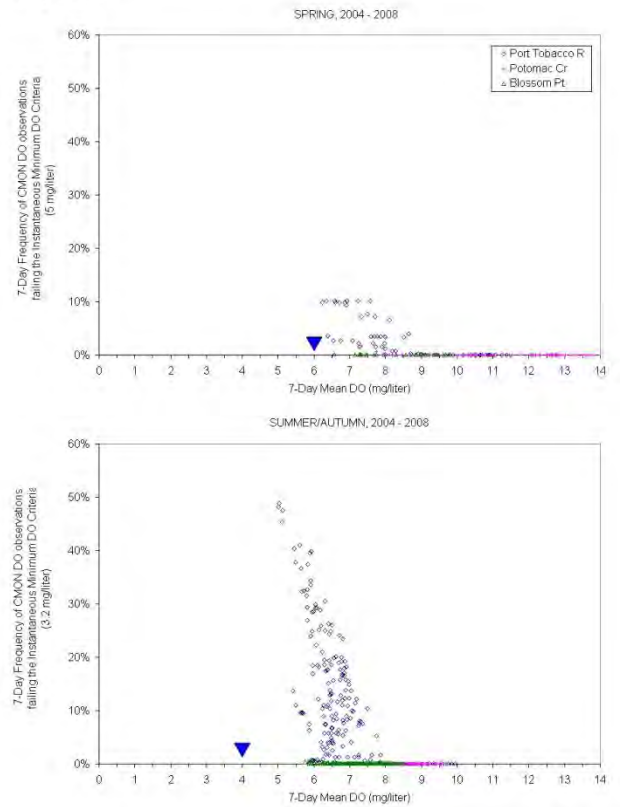 SPRING, 2004 - 2008
60%
50%
40%
30%
20%
10%
0%
7-Day Frequency of CMON DO observations
failing the Instantaneous Minimum DO Criteria
(5 mg/liter)
Port Tobacco R
Potomac Cr
Blossom Pt
0 1 2 3 4 5 6 7 8 9 10 11 12 13 14
7-Day Mean DO (mg/liter)
SUMMER/AUTUMN, 2004 - 2008
60%
50%
40%
30%
20%
10%
0%
7-Day Frequency of CMON DO observations
failing the Instantaneous Minimum DO Criteria
(3.2 mg/liter)
0 1 2 3 4 5 6 7 8 9 10 11 12 13 14
7-Day Mean DO (mg/liter)